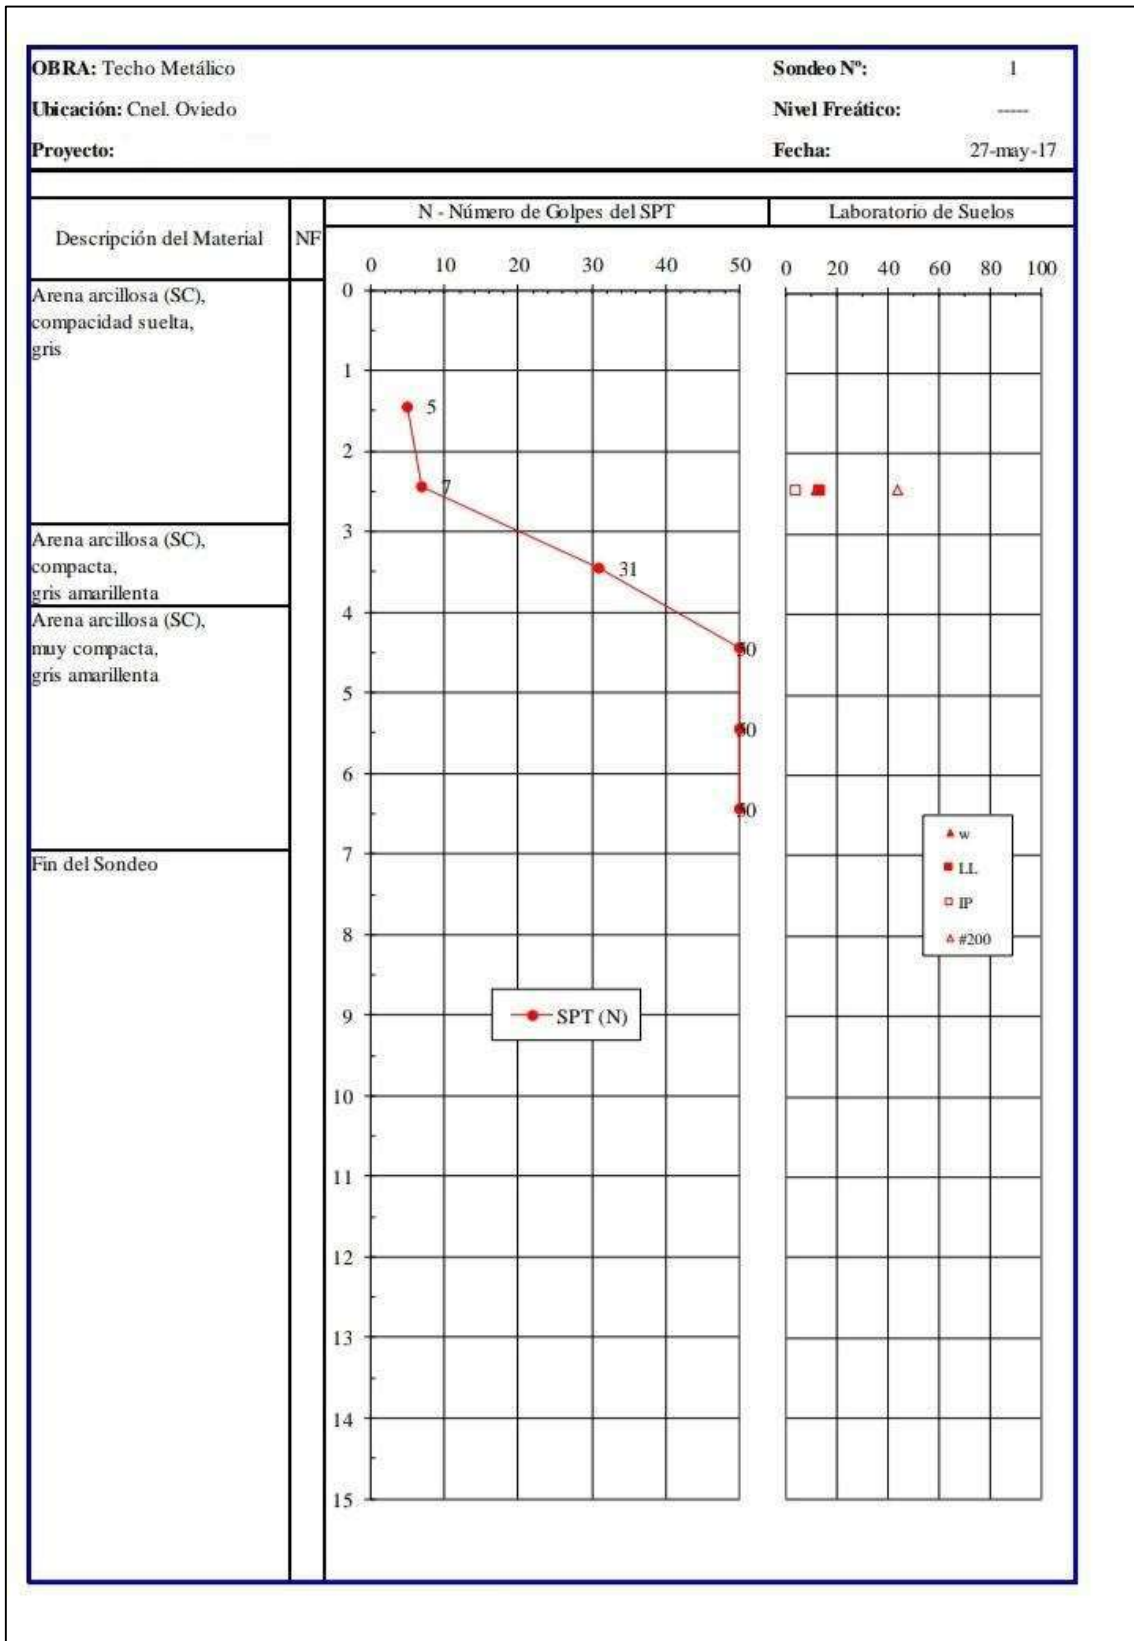 OBRA: Techo Metálico
Sondeo Nº: 1
Ubicación: Cnel. Oviedo
Nivel Freático: -----
Proyecto:
Fecha: 27-may-17
Descripción del Material
NF
N - Número de Golpes del SPT
Laboratorio de Suelos
0 10 20 30 40 50
0 20 40 60 80 100
Arena arcillosa (SC),
compacidad suelta,
gris
Arena arcillosa (SC),
compacta,
gris amarillenta
Arena arcillosa (SC),
muy compacta,
gris amarillenta
Fin del Sondeo
0
1
5
2
7
3
31
4
50
5
50
6
50
7
8
9
10
11
12
13
14
15
SPT (N)
w
LL
IP
#200